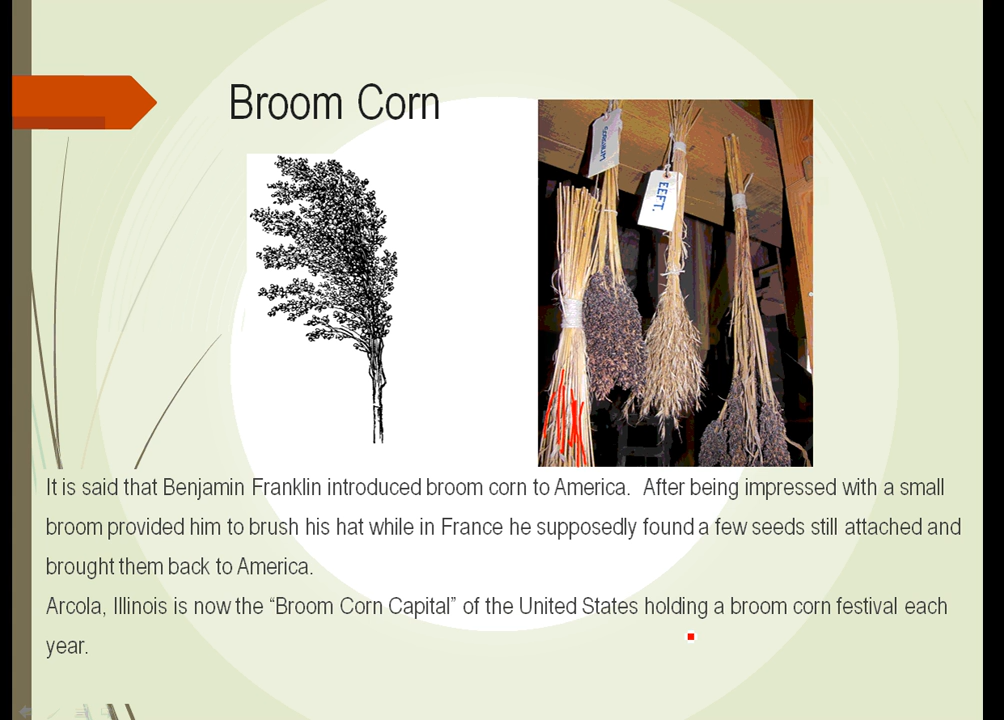 Broom Corn
SORGHUM
EEFT.
It is said that Benjamin Franklin introduced broom corn to America. After being impressed with a small
broom provided him to brush his hat while in France he supposedly found a few seeds still attached and
brought them back to America.
Arcola, Illinois is now the “Broom Corn Capital” of the United States holding a broom corn festival each
year.